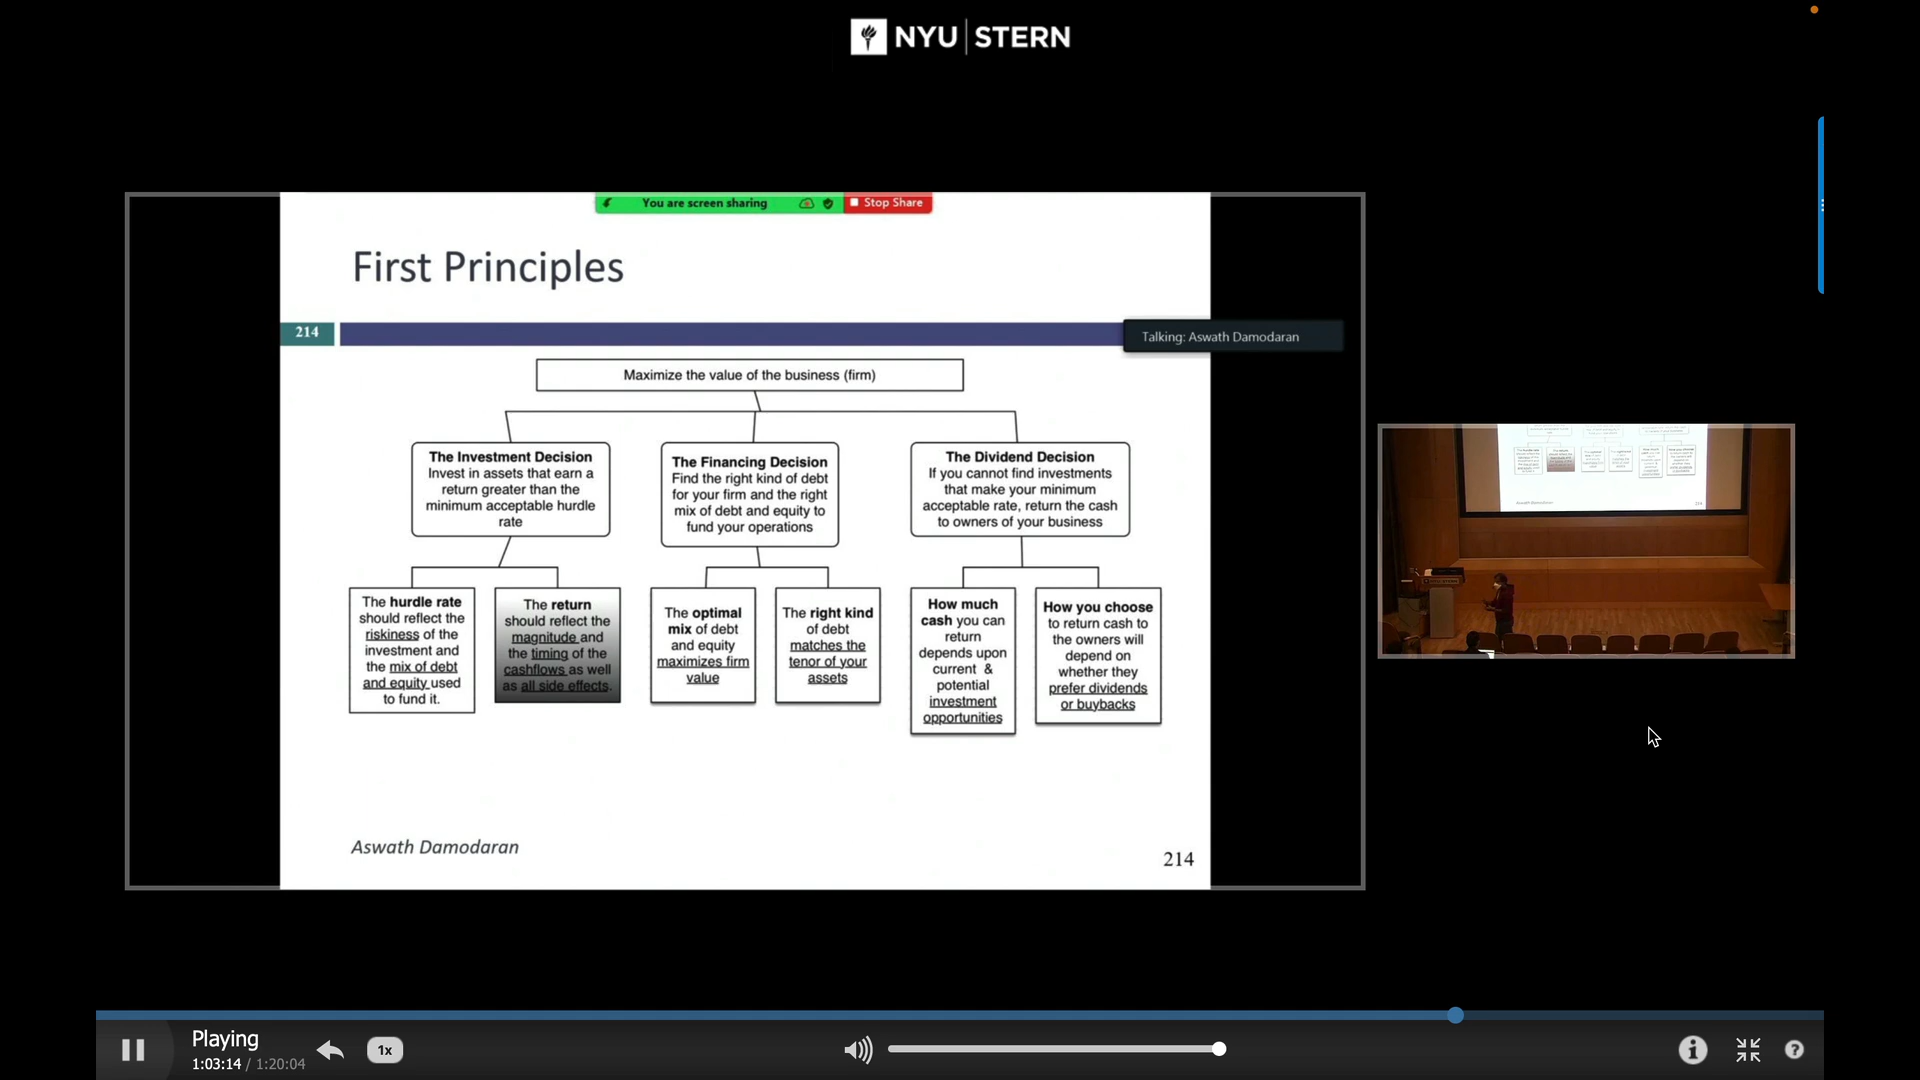 NYU | STERN
You are screen sharing
Stop Share
First Principles
214
Talking: Aswath Damodaran
Maximize the value of the business (firm)
The Investment Decision
Invest in assets that earn a
return greater than the
minimum acceptable hurdle
rate
The Financing Decision
Find the right kind of debt
for your firm and the right
mix of debt and equity to
fund your operations
The Dividend Decision
If you cannot find investments
that make your minimum
acceptable rate, return the cash
to owners of your business
The hurdle rate
should reflect the
riskiness of the
investment and
the mix of debt
and equity used
to fund it.
The return
should reflect the
magnitude and
the timing of the
cashflows as well
as all side effects.
The optimal
mix of debt
and equity
maximizes firm
value
The right kind
of debt
matches the
tenor of your
assets
How much
cash you can
return
depends upon
current &
potential
investment
opportunities
How you choose
to return cash to
the owners will
depend on
whether they
prefer dividends
or buybacks
Aswath Damodaran
214
Playing
1:03:14 / 1:20:04
1x